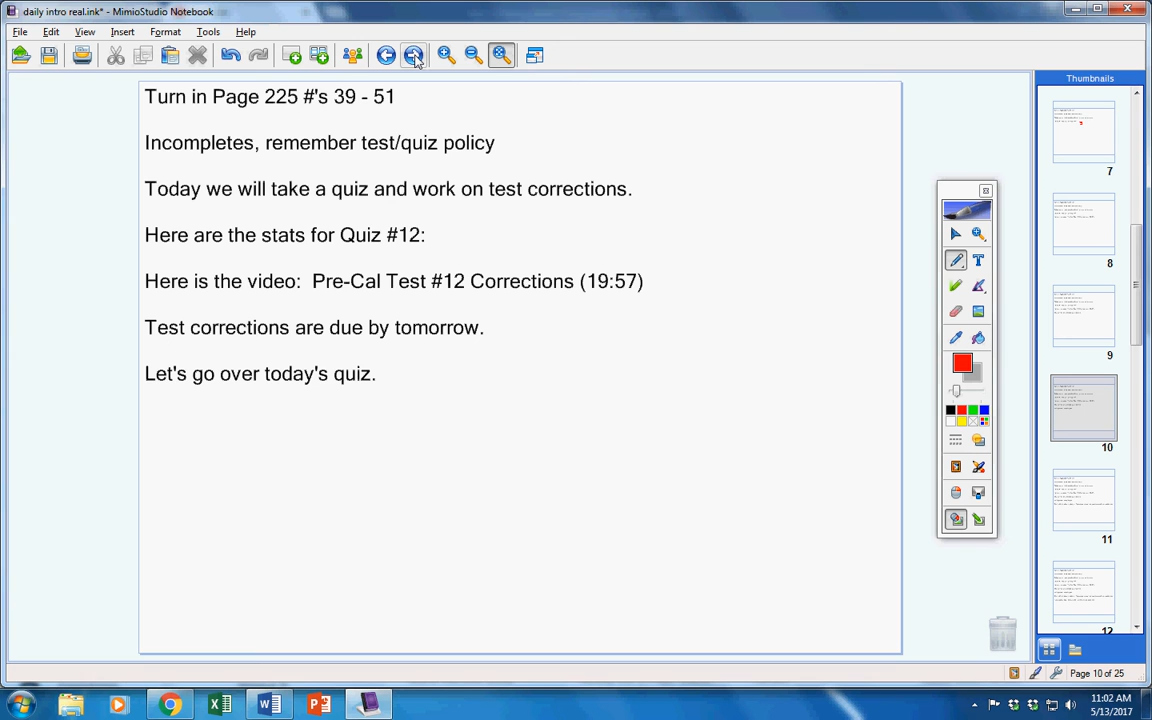 daily intro real.ink* - MimioStudio Notebook
File Edit View Insert Format Tools Help
Turn in Page 225 #'s 39 - 51
Incompletes, remember test/quiz policy
Today we will take a quiz and work on test corrections.
Here are the stats for Quiz #12:
Here is the video:  Pre-Cal Test #12 Corrections (19:57)
Test corrections are due by tomorrow.
Let's go over today's quiz.
T
Thumbnails
7
8
9
10
11
12
Page 10 of 25
11:02 AM
5/13/2017